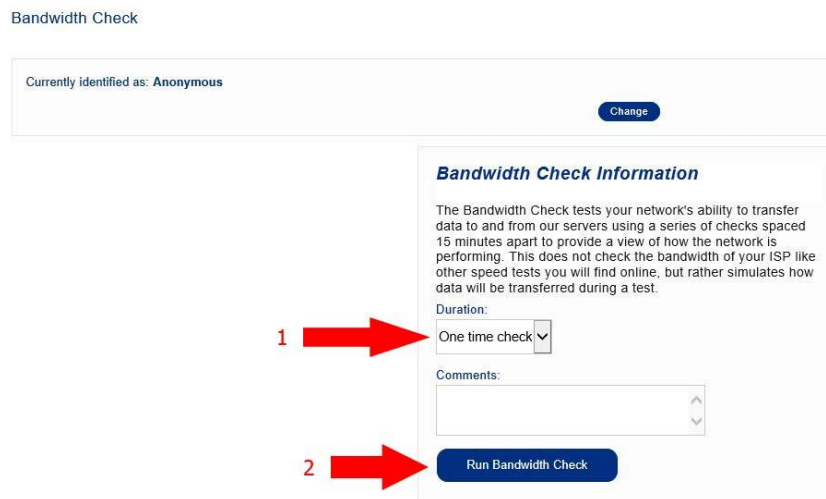 Bandwidth Check
Currently identified as: Anonymous
Change
Bandwidth Check Information
The Bandwidth Check tests your network's ability to transfer
data to and from our servers using a series of checks spaced
15 minutes apart to provide a view of how the network is
performing. This does not check the bandwidth of your ISP like
other speed tests you will find online, but rather simulates how
data will be transferred during a test.
Duration:
1
One time check
Comments:
2
Run Bandwidth Check